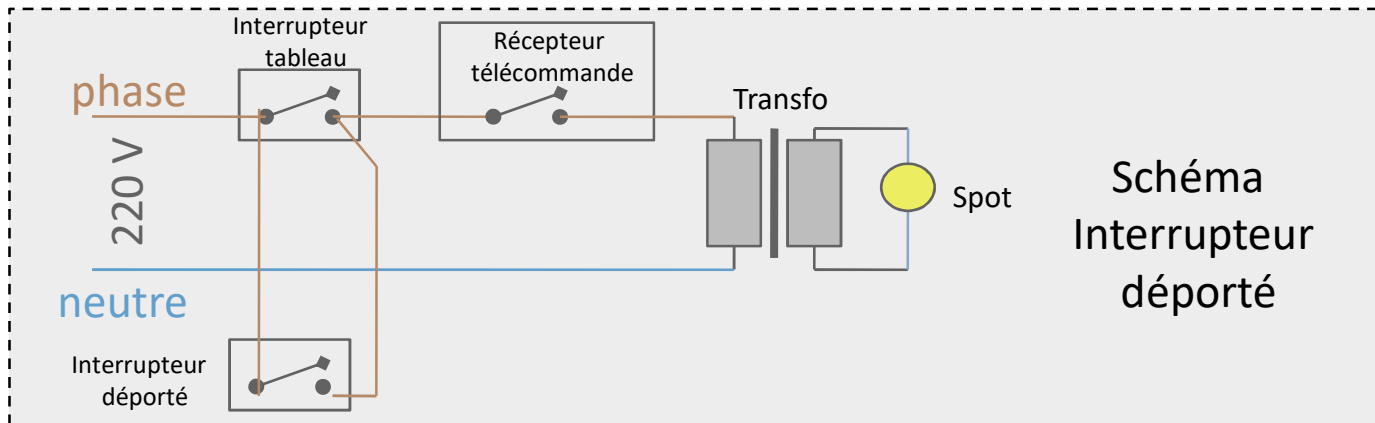 Interrupteur
tableau
Récepteur
télécommande
phase
Transfo
220 V
Spot
Schéma
Interrupteur
déporté
neutre
Interrupteur
déporté